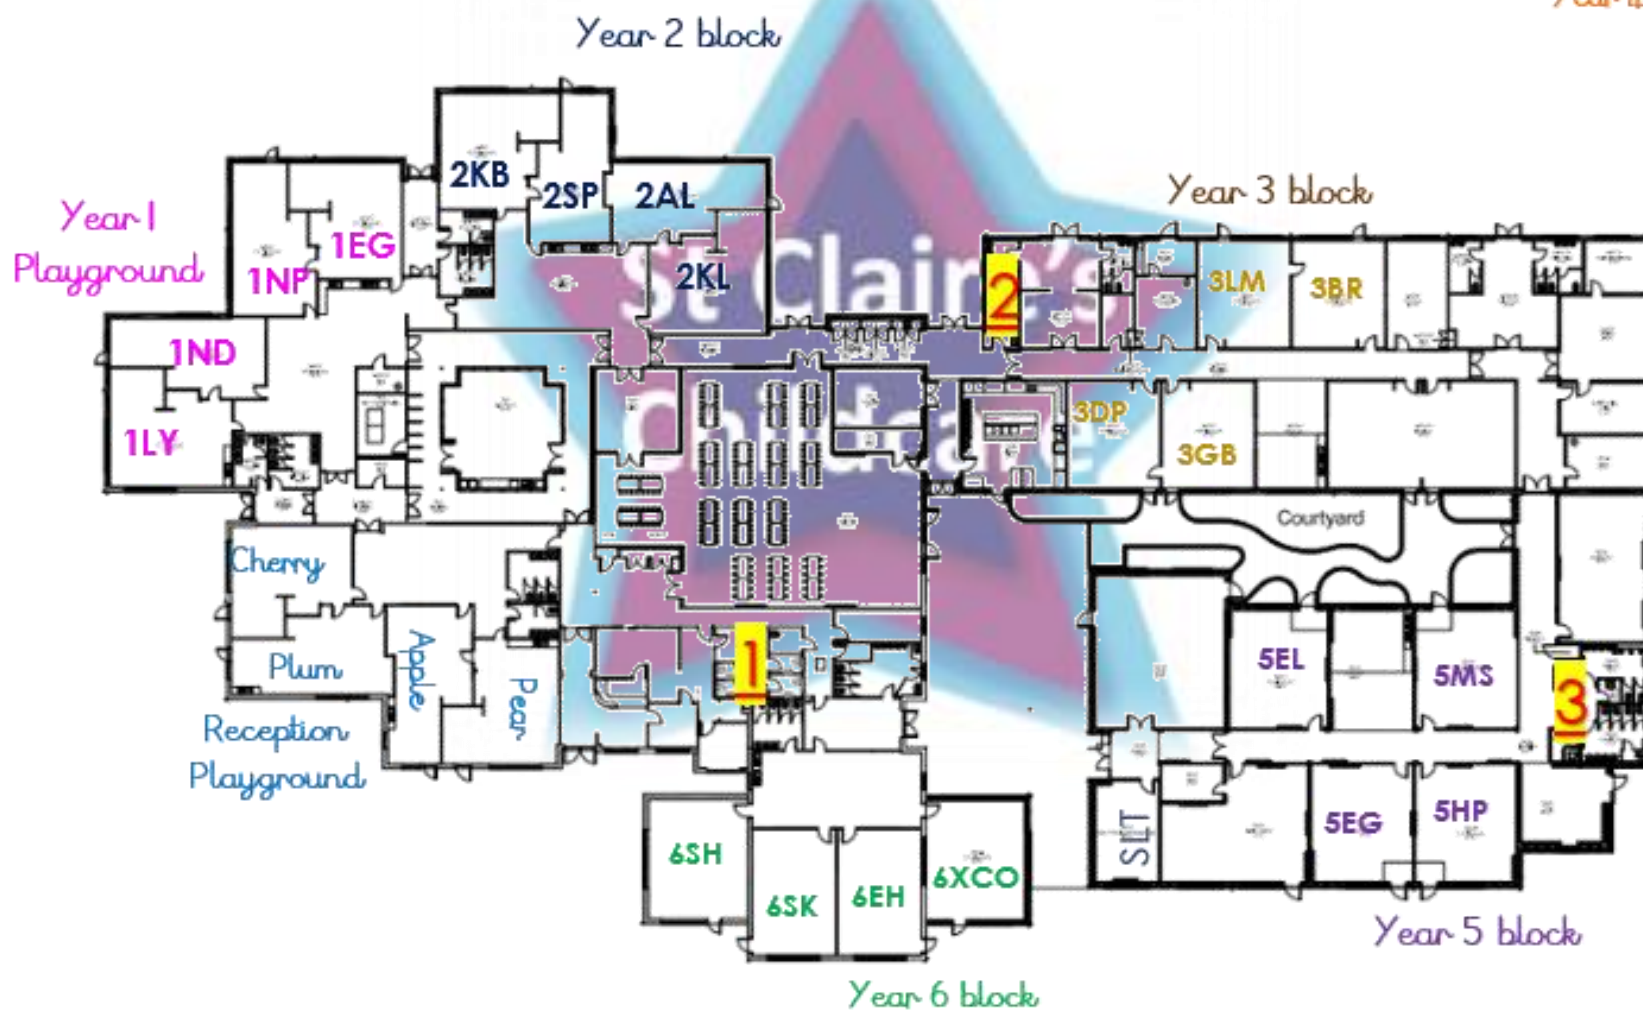 Year 4
Year 2 block
2KB
2SP
2AL
2KL
Year 3 block
Year 1
Playground
1EG
1NP
1ND
1LY
St Claire's
Childcare
2
3LM
3BR
3DP
3GB
Courtyard
Cherry
Plum
Apple
Pear
Reception
Playground
1
5EL
5MS
3
SLT
5EG
5HP
6SH
6SK
6EH
6XCO
Year 5 block
Year 6 block